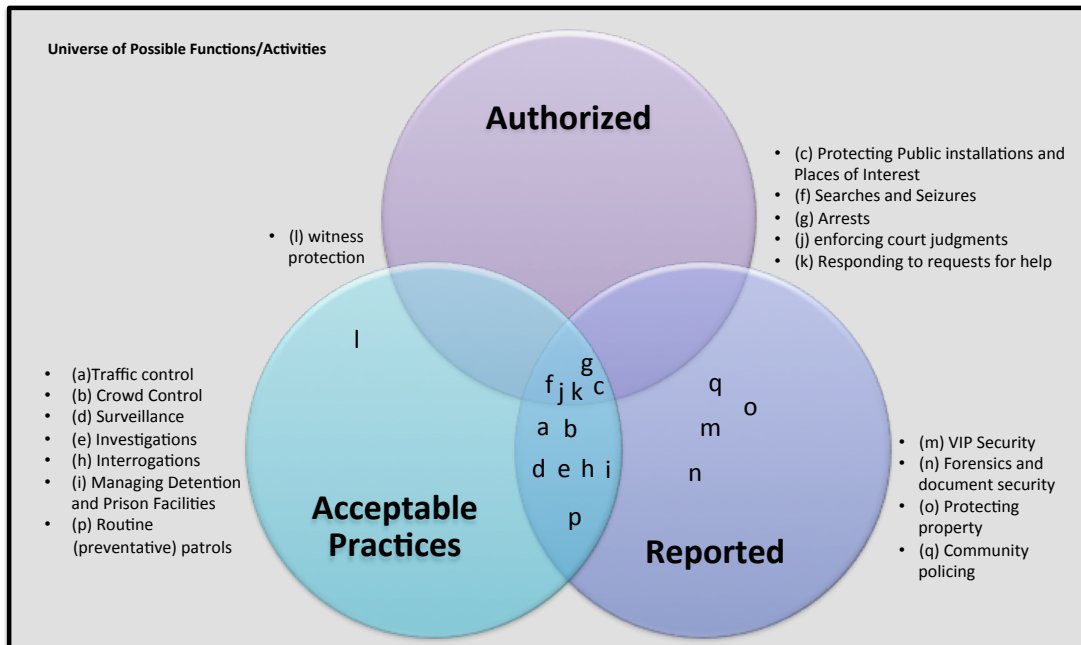 Universe of Possible Functions/Activities
Authorized
• (c) Protecting Public installations and
Places of Interest
• (f) Searches and Seizures
• (g) Arrests
• (j) enforcing court judgments
• (k) Responding to requests for help
• (l) witness
protection
l
g
f j k c
a b
d e h i
p
q
o
m
n
• (a)Traffic control
• (b) Crowd Control
• (d) Surveillance
• (e) Investigations
• (h) Interrogations
• (i) Managing Detention
and Prison Facilities
• (p) Routine
(preventative) patrols
Acceptable
Practices
Reported
• (m) VIP Security
• (n) Forensics and
document security
• (o) Protecting
property
• (q) Community
policing